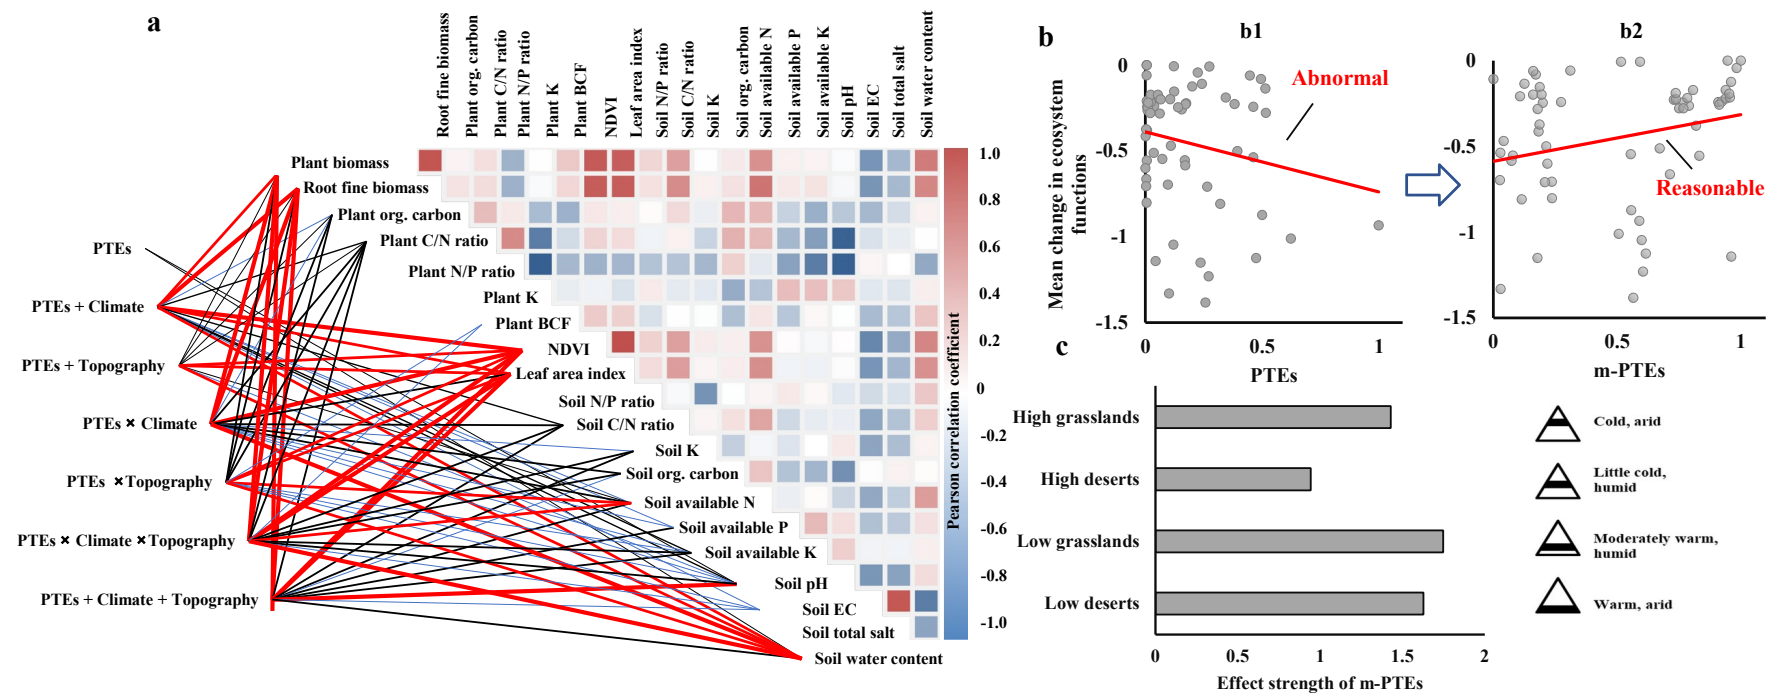 a
Root fine biomass
Plant org. carbon
Plant C/N ratio
Plant N/P ratio
Plant K
Plant BCF
NDVI
Leaf area index
Soil N/P ratio
Soil C/N ratio
Soil K
Soil org. carbon
Soil available N
Soil available P
Soil available K
Soil pH
Soil EC
Soil total salt
Soil water content
Plant biomass
Root fine biomass
Plant org. carbon
Plant C/N ratio
Plant N/P ratio
Plant K
Plant BCF
NDVI
Leaf area index
Soil N/P ratio
Soil C/N ratio
Soil K
Soil org. carbon
Soil available N
Soil available P
Soil available K
Soil pH
Soil EC
Soil total salt
Soil water content
PTEs
PTEs + Climate
PTEs + Topography
PTEs × Climate
PTEs ×Topography
PTEs × Climate ×Topography
PTEs + Climate + Topography
1.0
0.8
0.6
0.4
0.2
0
-0.2
-0.4
-0.6
-0.8
-1.0
Pearson correlation coefficient
b
b1
0
-0.5
-1
-1.5
0
0.5
1
Mean change in ecosystem
functions
PTEs
Abnormal
b2
0
-0.5
-1
-1.5
0
0.5
1
m-PTEs
Reasonable
c
High grasslands
High deserts
Low grasslands
Low deserts
0
0.5
1
1.5
2
Effect strength of m-PTEs
Cold, arid
Little cold,
humid
Moderately warm,
humid
Warm, arid